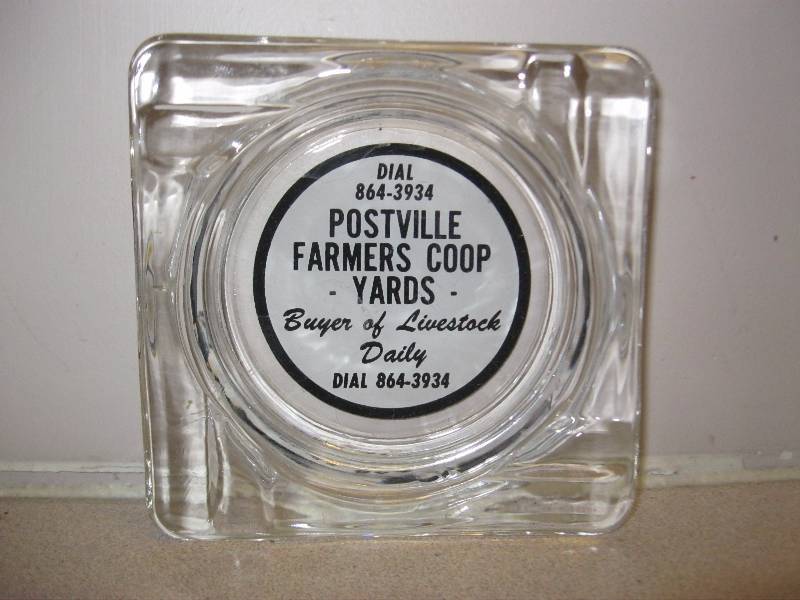 DIAL
864-3934
POSTVILLE
FARMERS COOP
- YARDS -
Buyer of Livestock
Daily
DIAL 864-3934